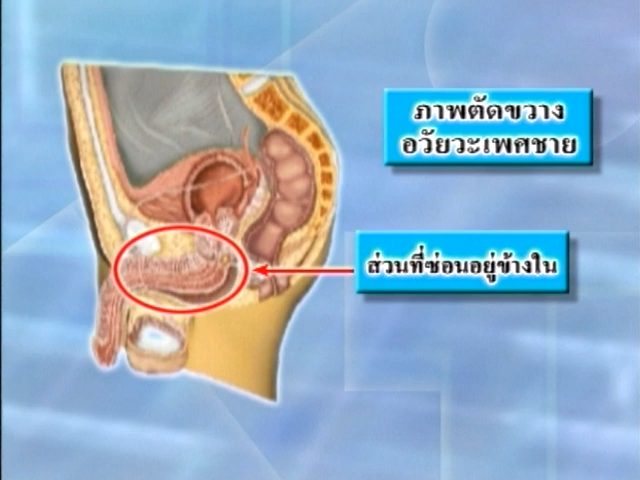 ภาพตัดขวาง
อวัยวะเพศชาย
ส่วนที่ซ่อนอยู่ข้างใน